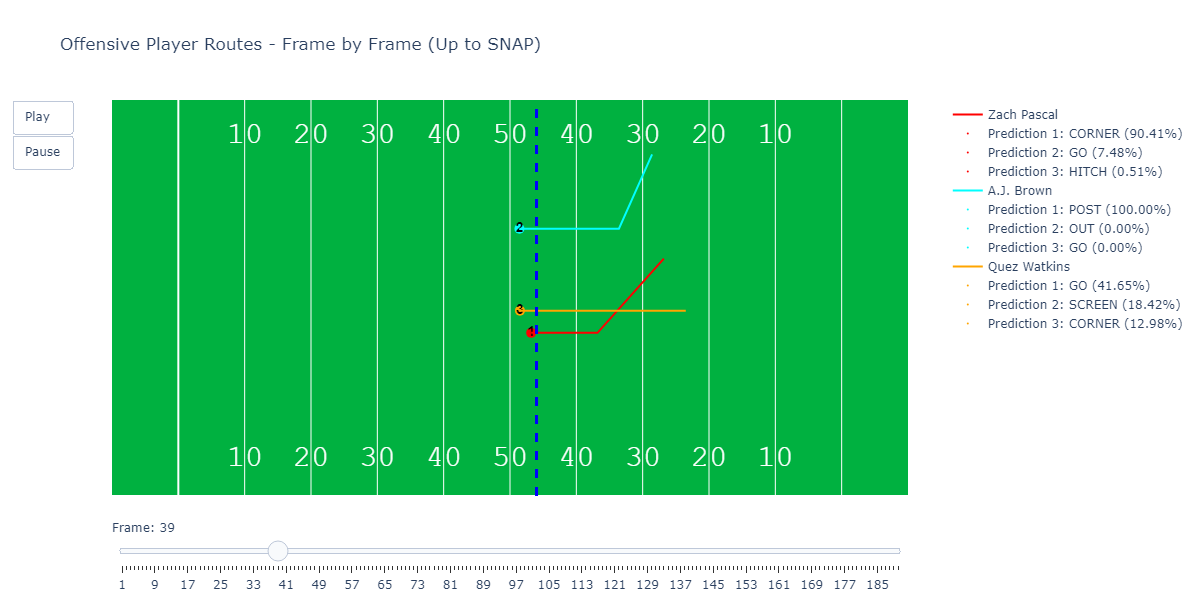 Offensive Player Routes - Frame by Frame (Up to SNAP)
Play
Pause
10 20 30 40 50 40 30 20 10
2
3
10 20 30 40 50 40 30 20 10
Zach Pascal
Prediction 1: CORNER (90.41%)
Prediction 2: GO (7.48%)
Prediction 3: HITCH (0.51%)
A.J. Brown
Prediction 1: POST (100.00%)
Prediction 2: OUT (0.00%)
Prediction 3: GO (0.00%)
Quez Watkins
Prediction 1: GO (41.65%)
Prediction 2: SCREEN (18.42%)
Prediction 3: CORNER (12.98%)
Frame: 39
1 9 17 25 33 41 49 57 65 73 81 89 97 105 113 121 129 137 145 153 161 169 177 185